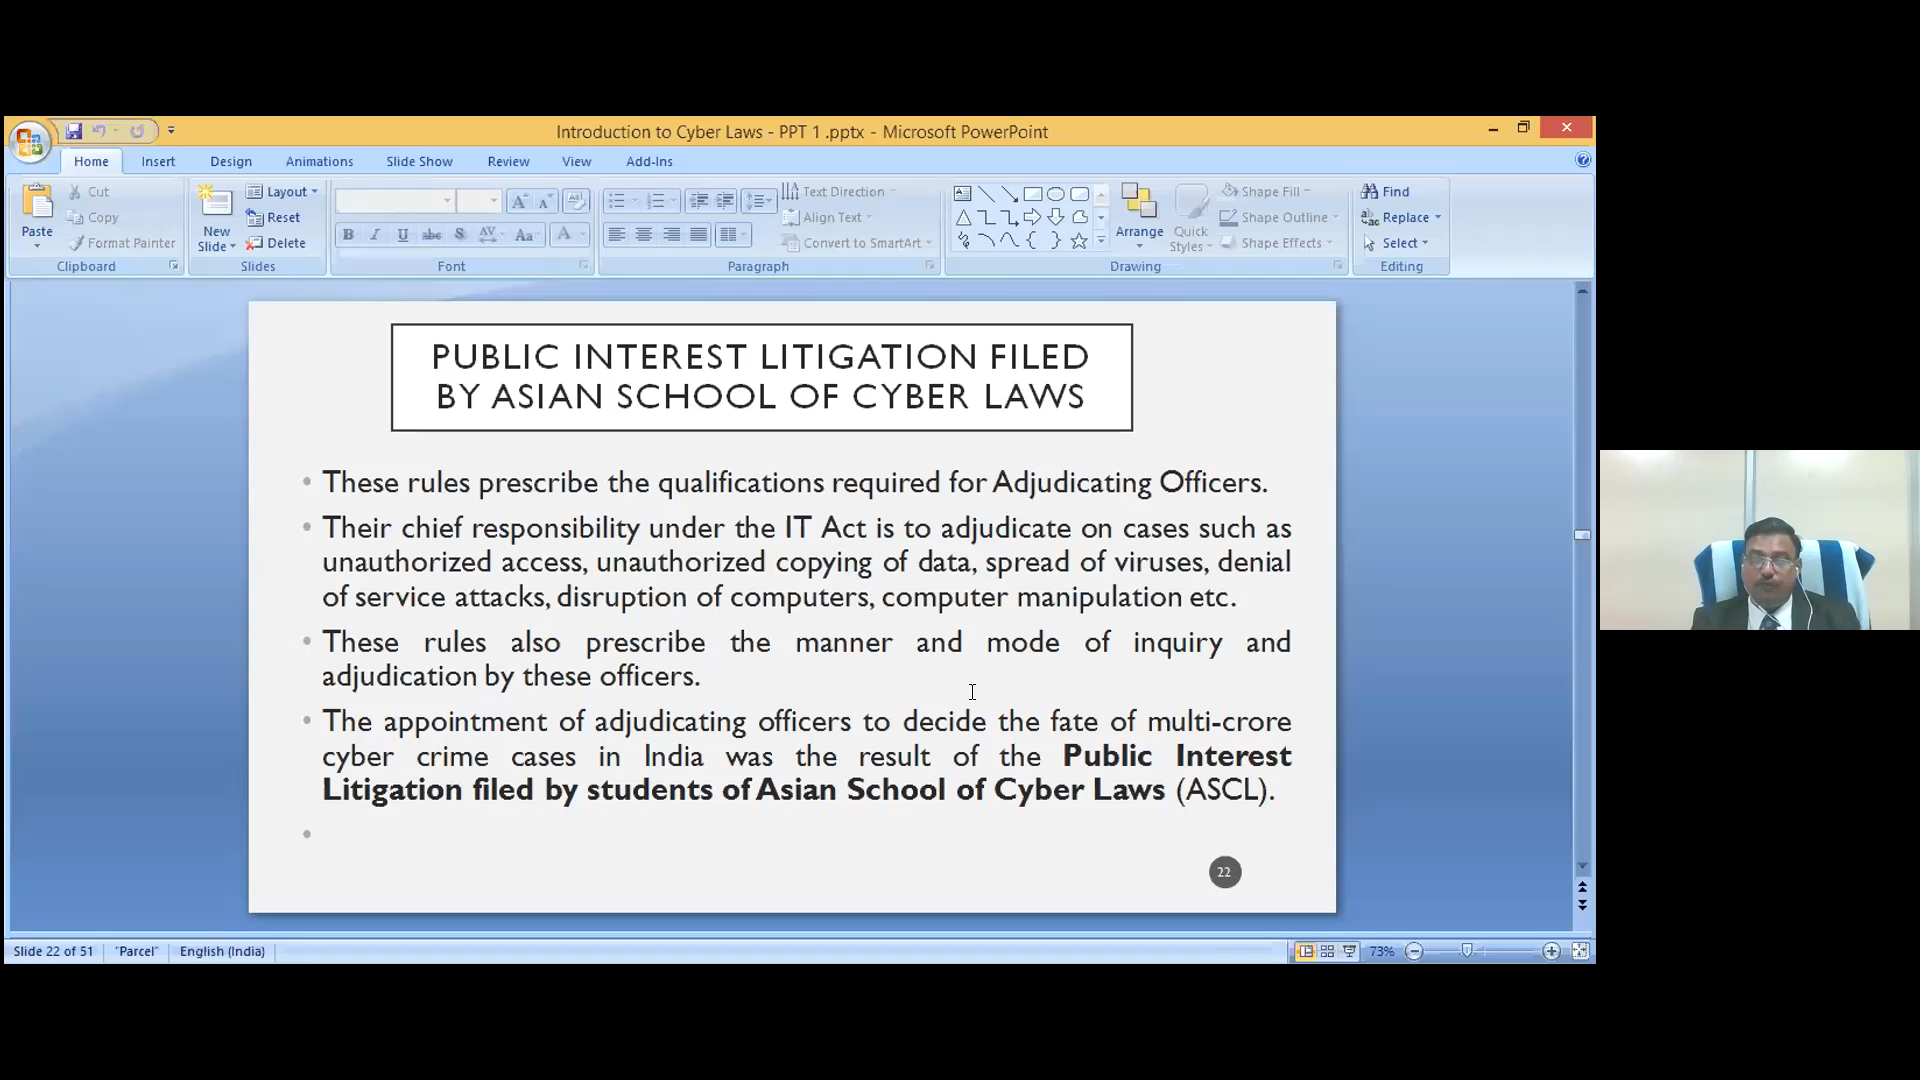 Introduction to Cyber Laws - PPT 1 .pptx - Microsoft PowerPoint
Home Insert Design Animations Slide Show Review View Add-Ins
Paste
Cut
Copy
Format Painter
Clipboard
New
Slide
Layout
Reset
Delete
Slides
Font
Text Direction
Align Text
Convert to SmartArt
Paragraph
Arrange
Quick
Styles
Shape Fill
Shape Outline
Shape Effects
Drawing
Find
Replace
Select
Editing
PUBLIC INTEREST LITIGATION FILED
BY ASIAN SCHOOL OF CYBER LAWS
• These rules prescribe the qualifications required for Adjudicating Officers.
• Their chief responsibility under the IT Act is to adjudicate on cases such as
unauthorized access, unauthorized copying of data, spread of viruses, denial
of service attacks, disruption of computers, computer manipulation etc.
• These rules also prescribe the manner and mode of inquiry and
adjudication by these officers.
• The appointment of adjudicating officers to decide the fate of multi-crore
cyber crime cases in India was the result of the Public Interest
Litigation filed by students of Asian School of Cyber Laws (ASCL).
•
22
Slide 22 of 51 "Parcel" English (India) 73%